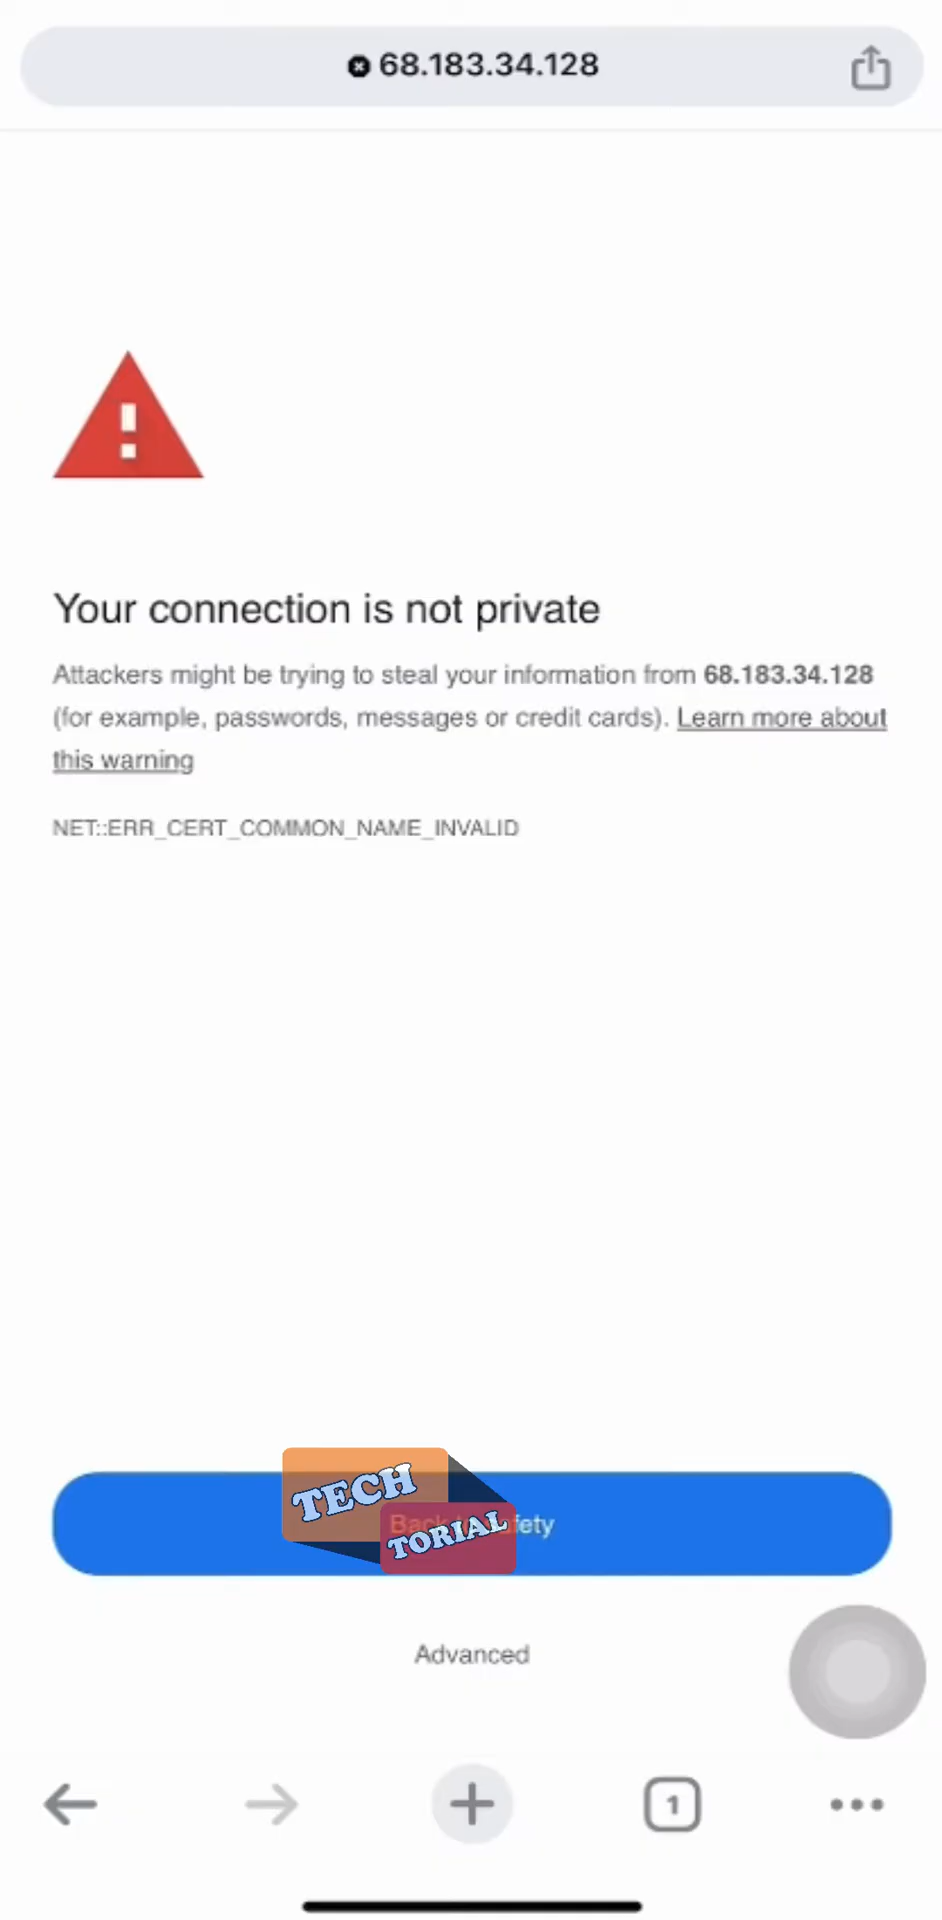 68.183.34.128
Your connection is not private
Attackers might be trying to steal your information from 68.183.34.128
(for example, passwords, messages or credit cards). Learn more about
this warning
NET::ERR_CERT_COMMON_NAME_INVALID
TECH
TORIAL
Back fety
Advanced
1